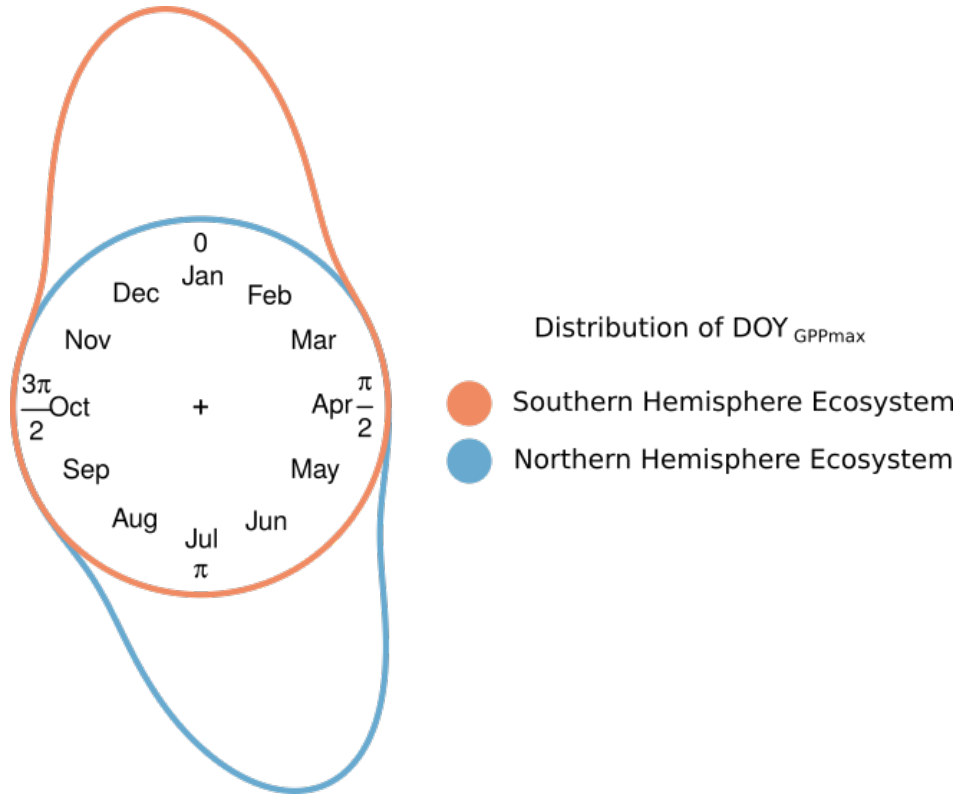 0
Jan
Dec
Feb
Nov
Mar
3π
2
Oct
+
Apr
π
2
Sep
May
Aug
Jun
Jul
π
Distribution of DOY GPPmax
Southern Hemisphere Ecosystem
Northern Hemisphere Ecosystem